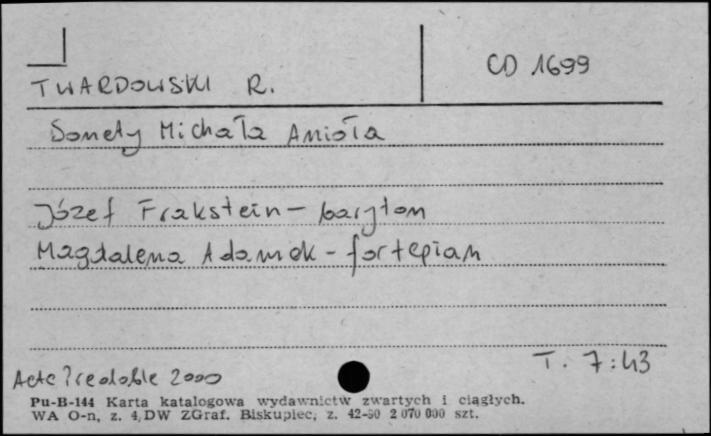 CD 1699
TWARDOWSKI R.
Sonety Michała Anioła
Józef Frakstein - baryton
Magdalena Adamek - fortepian
T. 7:43
Acte Préalable 2000
Pu-B-144 Karta katalogowa wydawnictw zwartych i ciągłych.
WA O-n, z. 4, DW ZGraf. Biskupiec, z. 42-90 2 070 000 szt.